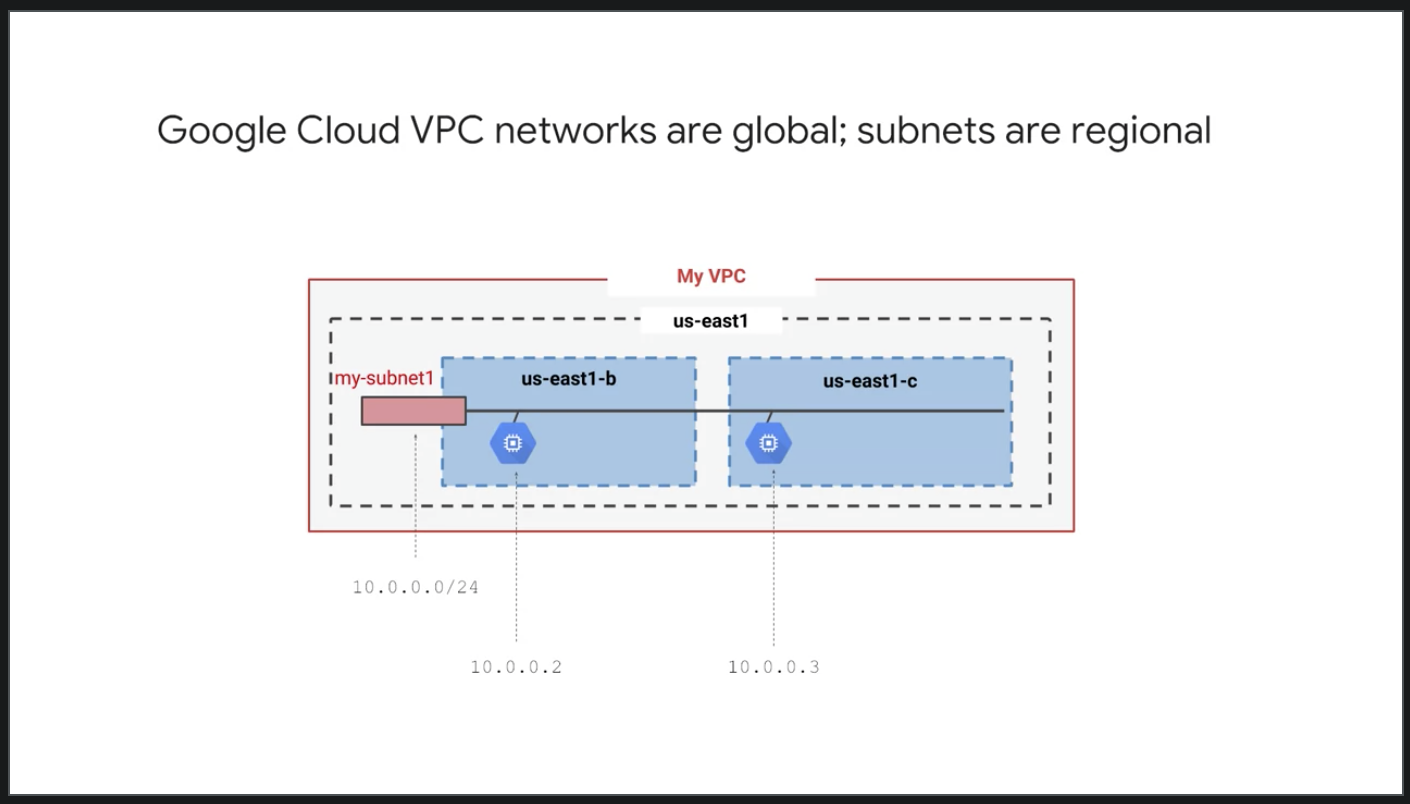 Google Cloud VPC networks are global; subnets are regional
My VPC
us-east1
my-subnet1
us-east1-b
us-east1-c
10.0.0.0/24
10.0.0.2
10.0.0.3